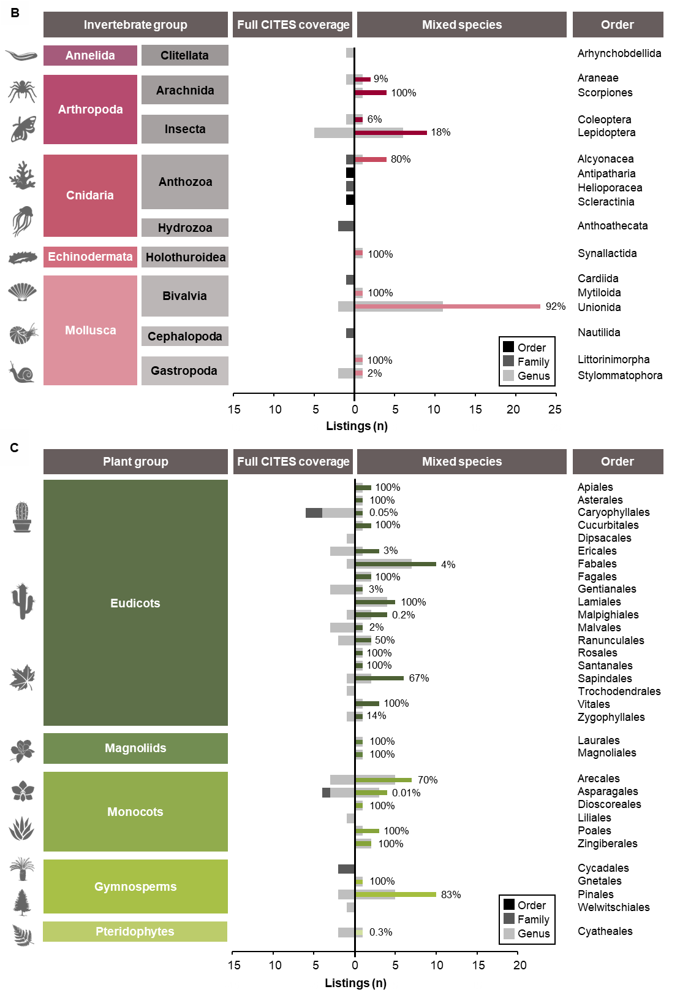 B
Invertebrate group Full CITES coverage Mixed species Order
Annelida Clitellata Arhynchobdellida
Arthropoda Arachnida 9% Araneae
100% Scorpiones
Insecta 6% Coleoptera
18% Lepidoptera
Cnidaria Anthozoa 80% Alcyonacea
Antipatharia
Helioporacea
Scleractinia
Hydrozoa Anthoathecata
Echinodermata Holothuroidea 100% Synallactida
Mollusca Bivalvia Cardiida
100% Mytiloida
92% Unionida
Cephalopoda Nautilida
Gastropoda 100% Littorinimorpha
2% Stylommatophora
Order
Family
Genus
15 10 5 0 5 10 15 20 25
Listings (n)
C
Plant group Full CITES coverage Mixed species Order
Eudicots 100% Apiales
100% Asterales
0.05% Caryophyllales
100% Cucurbitales
Dipsacales
3% Ericales
4% Fabales
100% Fagales
3% Gentianales
100% Lamiales
0.2% Malpighiales
2% Malvales
50% Ranunculales
100% Rosales
100% Santanales
67% Sapindales
Trochodendrales
100% Vitales
14% Zygophyllales
Magnoliids 100% Laurales
100% Magnoliales
Monocots 70% Arecales
0.01% Asparagales
100% Dioscoreales
Liliales
100% Poales
100% Zingiberales
Gymnosperms Cycadales
100% Gnetales
83% Pinales
Welwitschiales
Pteridophytes 0.3% Cyatheales
Order
Family
Genus
15 10 5 0 5 10 15 20
Listings (n)